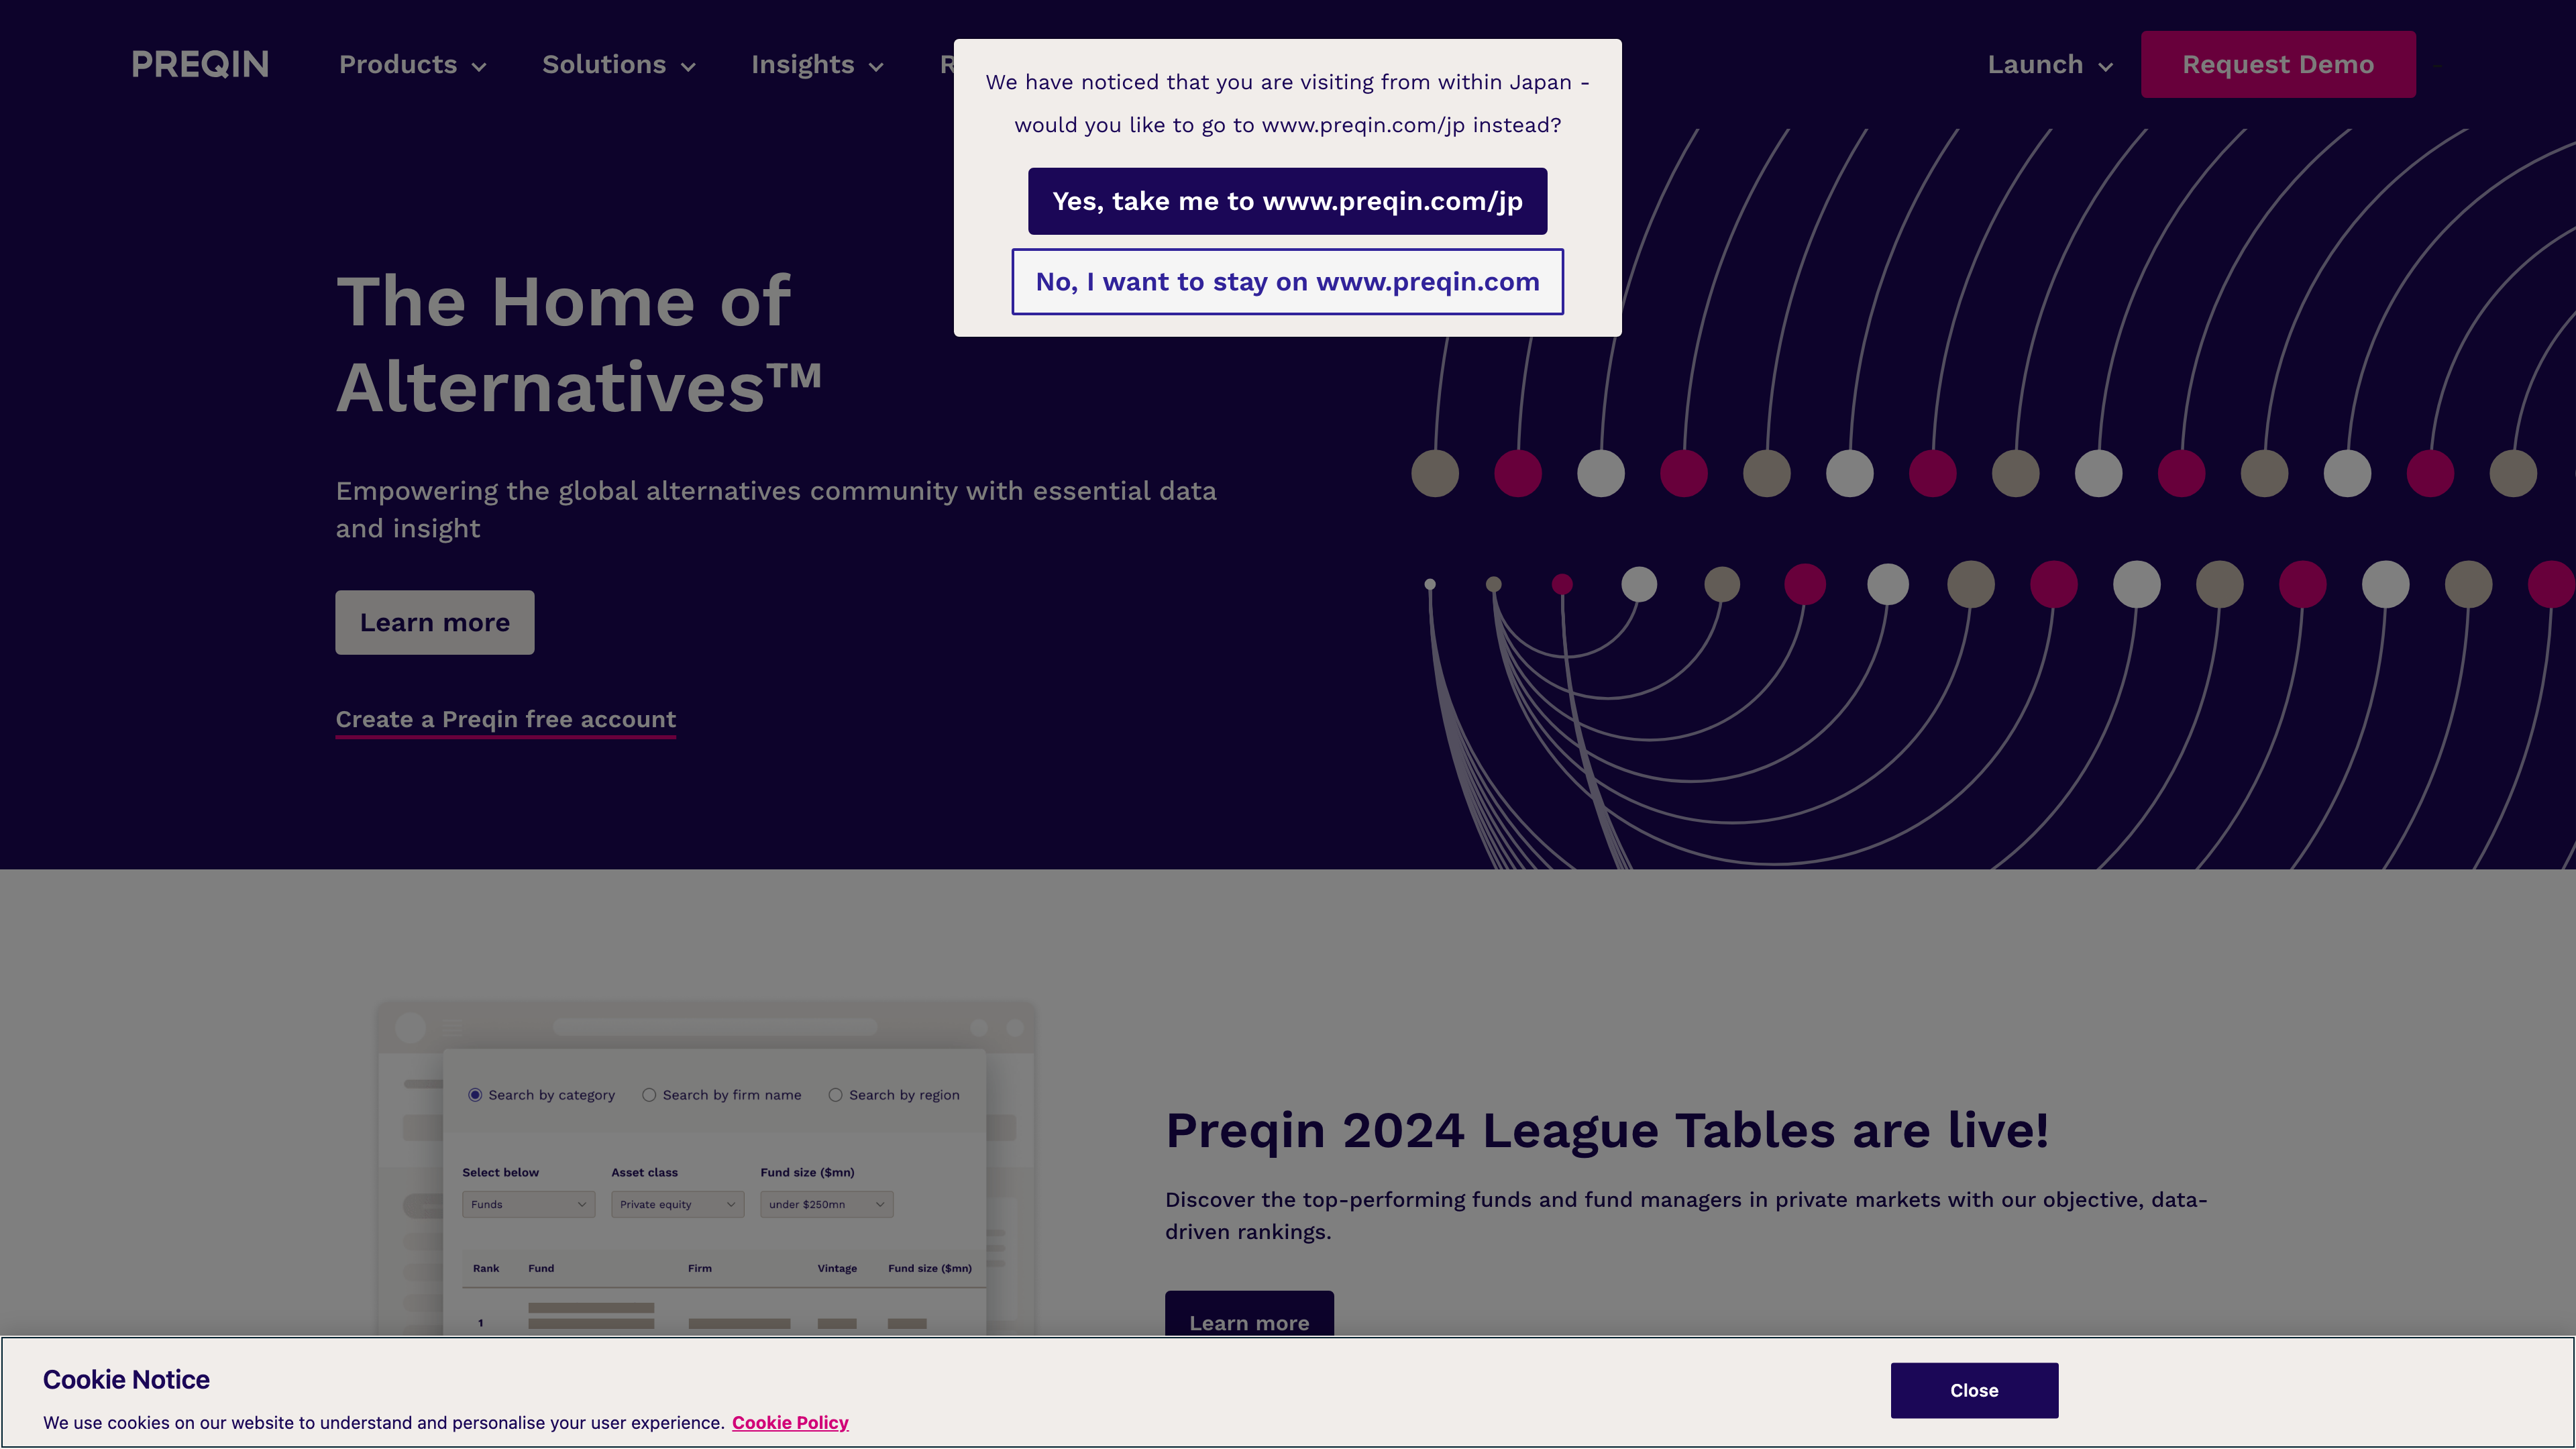 PREQIN
Products
Solutions
Insights
Launch
Request Demo
We have noticed that you are visiting from within Japan -
would you like to go to www.preqin.com/jp instead?
Yes, take me to www.preqin.com/jp
No, I want to stay on www.preqin.com
The Home of
Alternatives™
Empowering the global alternatives community with essential data
and insight
Learn more
Create a Preqin free account
Search by category
Search by firm name
Search by region
Select below
Asset class
Fund size ($mn)
Funds
Private equity
under $250mn
Rank
Fund
Firm
Vintage
Fund size ($mn)
1
Preqin 2024 League Tables are live!
Discover the top-performing funds and fund managers in private markets with our objective, data-
driven rankings.
Learn more
Cookie Notice
We use cookies on our website to understand and personalise your user experience. Cookie Policy
Close